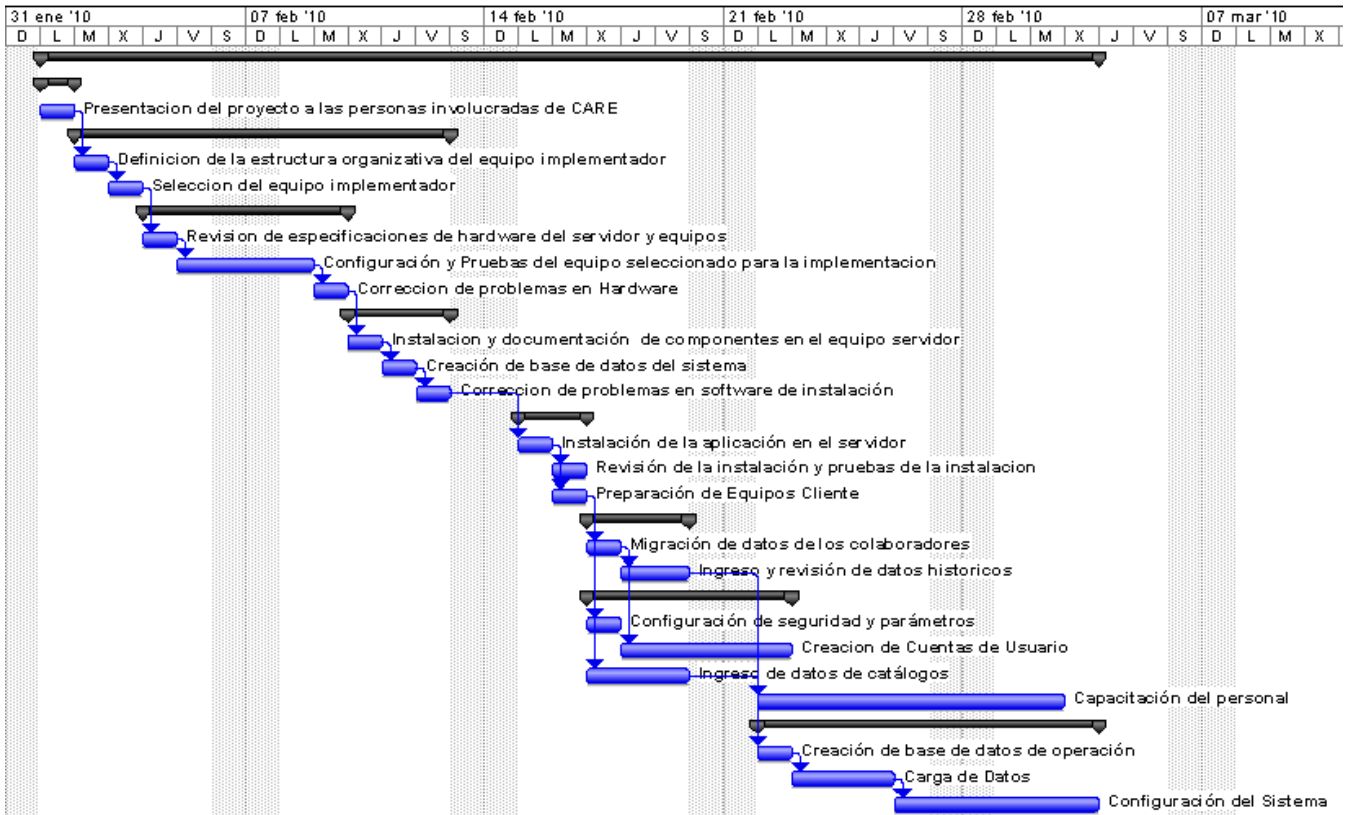 31 ene '10 07 feb '10 14 feb '10 21 feb '10 28 feb '10 07 mar '10
D L M X J V S D L M X J V S D L M X J V S D L M X J V S D L M X J V S D L M X
Presentacion del proyecto a las personas involucradas de CARE
Definicion de la estructura organizativa del equipo implementador
Seleccion del equipo implementador
Revision de especificaciones de hardware del servidor y equipos
Configuración y Pruebas del equipo seleccionado para la implementacion
Correccion de problemas en Hardware
Instalacion y documentación de componentes en el equipo servidor
Creación de base de datos del sistema
Correccion de problemas en software de instalación
Instalación de la aplicación en el servidor
Revisión de la instalación y pruebas de la instalacion
Preparación de Equipos Cliente
Migración de datos de los colaboradores
Ingreso y revisión de datos historicos
Configuración de seguridad y parámetros
Creacion de Cuentas de Usuario
Ingreso de datos de catálogos
Capacitación del personal
Creación de base de datos de operación
Carga de Datos
Configuración del Sistema